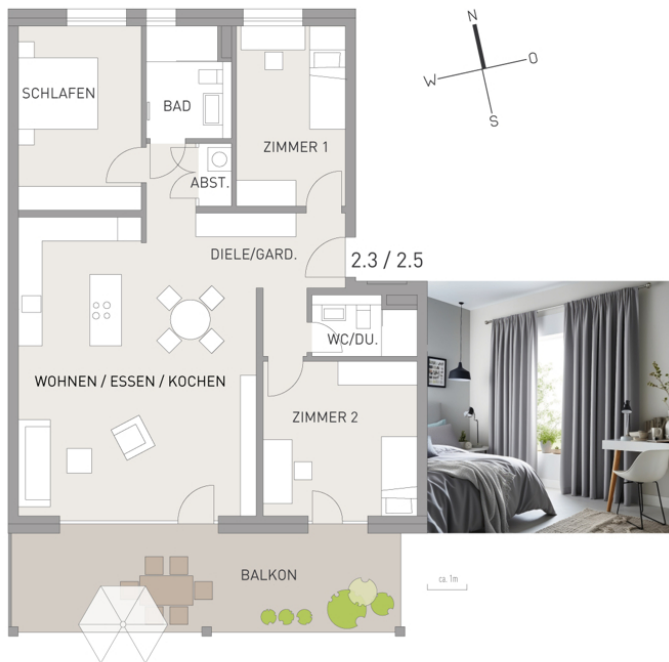 N
W
O
S
SCHLAFEN
BAD
ZIMMER 1
ABST.
DIELE/GARD.
2.3 / 2.5
WC/DU.
WOHNEN / ESSEN / KOCHEN
ZIMMER 2
BALKON
ca. 1m